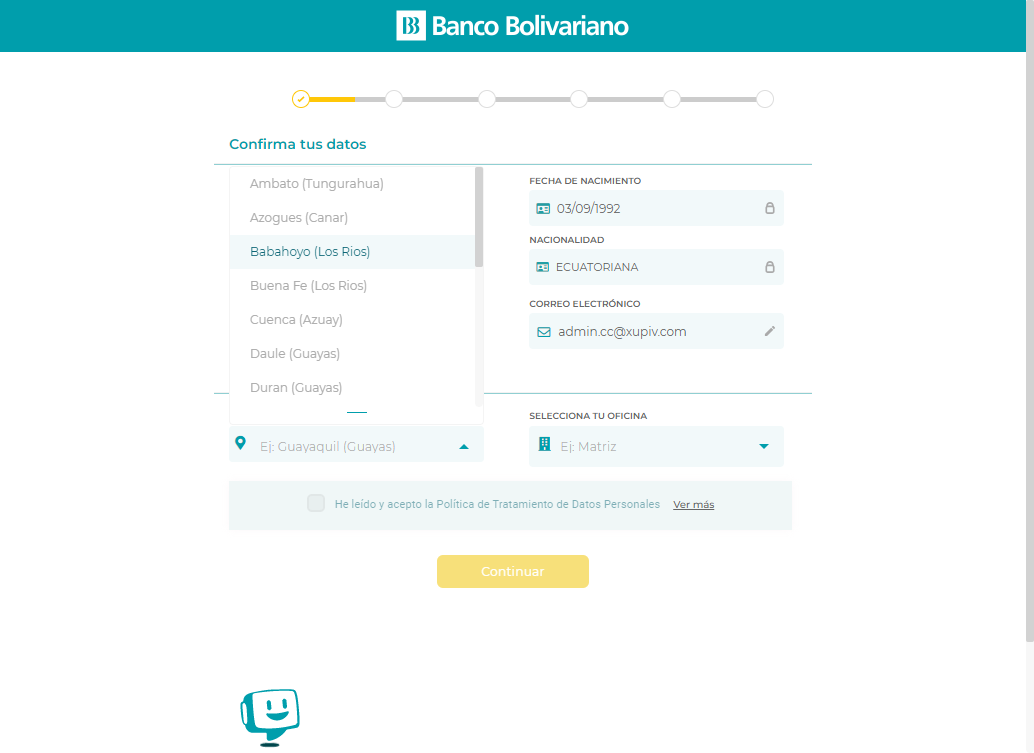 Banco Bolivariano
Confirma tus datos
Ambato (Tungurahua)
Azogues (Canar)
Babahoyo (Los Rios)
Buena Fe (Los Rios)
Cuenca (Azuay)
Daule (Guayas)
Duran (Guayas)
Ej: Guayaquil (Guayas)
FECHA DE NACIMIENTO
03/09/1992
NACIONALIDAD
ECUATORIANA
CORREO ELECTRÓNICO
admin.cc@xupiv.com
SELECCIONA TU OFICINA
Ej: Matriz
He leído y acepto la Política de Tratamiento de Datos Personales Ver más
Continuar